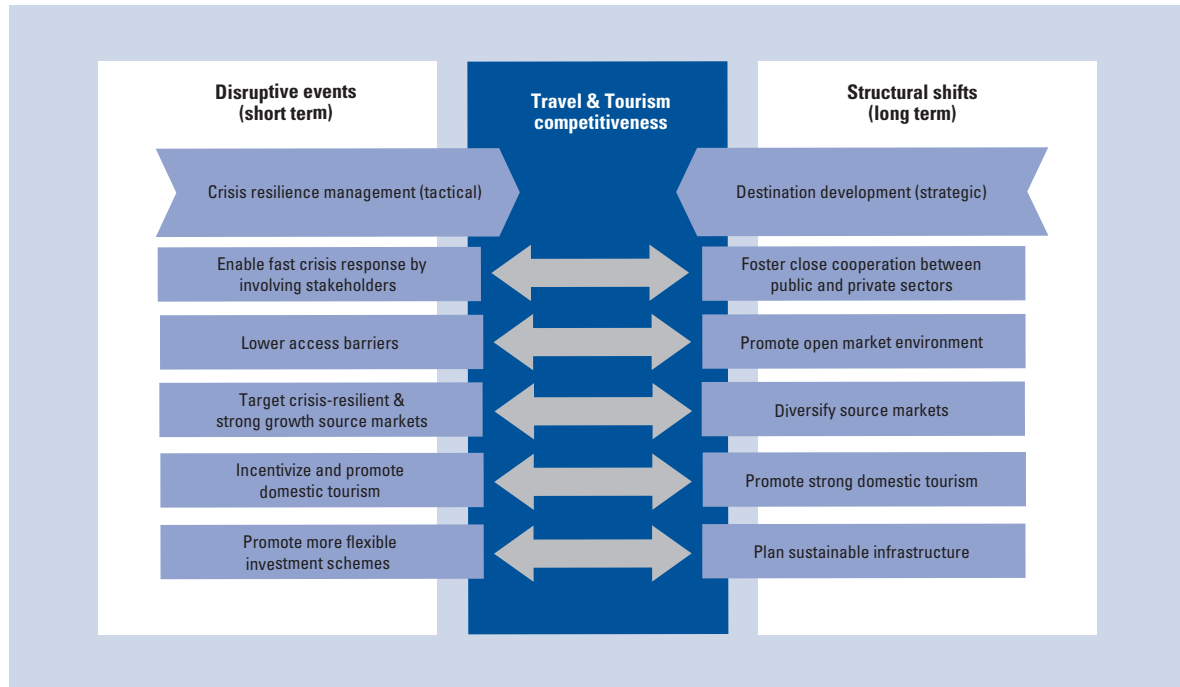 Disruptive events
(short term)
Travel & Tourism
competitiveness
Structural shifts
(long term)
Crisis resilience management (tactical)
Destination development (strategic)
Enable fast crisis response by
involving stakeholders
Foster close cooperation between
public and private sectors
Lower access barriers
Promote open market environment
Target crisis-resilient &
strong growth source markets
Diversify source markets
Incentivize and promote
domestic tourism
Promote strong domestic tourism
Promote more flexible
investment schemes
Plan sustainable infrastructure